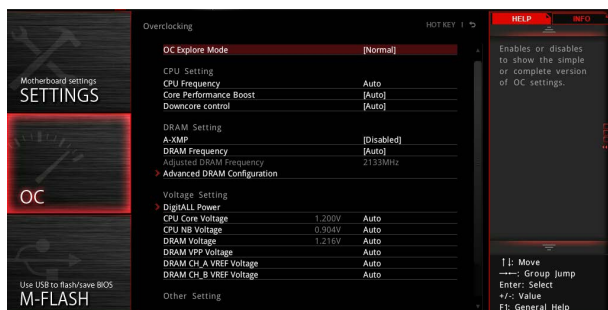 Overclocking
HOT KEY |
HELP
INFO
OC Explore Mode [Normal]
CPU Setting
CPU Frequency Auto
Core Performance Boost [Auto]
Downcore control [Auto]
DRAM Setting
A-XMP [Disabled]
DRAM Frequency [Auto]
Adjusted DRAM Frequency 2133MHz
Advanced DRAM Configuration
Voltage Setting
DigitALL Power
CPU Core Voltage 1.200V Auto
CPU NB Voltage 0.904V Auto
DRAM Voltage 1.216V Auto
DRAM VPP Voltage Auto
DRAM CH_A VREF Voltage Auto
DRAM CH_B VREF Voltage Auto
Other Setting
Motherboard settings
SETTINGS
OC
Use USB to flash/save BIOS
M-FLASH
Enables or disables
to show the simple
or complete version
of OC settings.
↑↓: Move
→←: Group Jump
Enter: Select
+/-: Value
F1: General Help